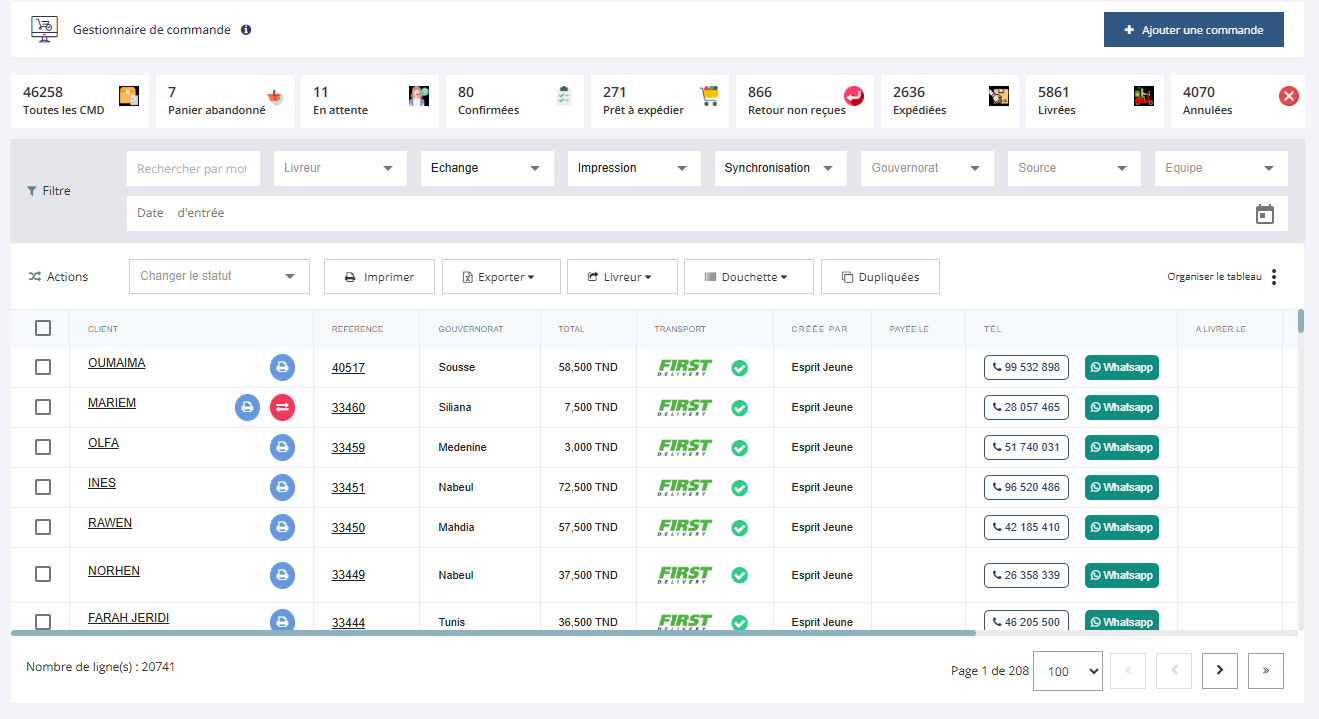 Gestionnaire de commande
Ajouter une commande
46258
Toutes les CMD
7
Panier abandonné
11
En attente
80
Confirmées
271
Prêt à expédier
866
Retour non reçues
2636
Expédiées
5861
Livrées
4070
Annulées
Filtre
Rechercher par mot
Livreur
Echange
Impression
Synchronisation
Gouvernorat
Source
Equipe
Date d'entrée
Actions
Changer le statut
Imprimer
Exporter
Livreur
Douchette
Dupliquées
Organiser le tableau
CLIENT REFERENCE GOUVERNORAT TOTAL TRANSPORT CRÉÉE PAR PAYÉE LE TÉL A LIVRER LE
OUMAIMA 40517 Sousse 58,500 TND FIRST DELIVERY Esprit Jeune 99 532 898 Whatsapp
MARIEM 33460 Siliana 7,500 TND FIRST DELIVERY Esprit Jeune 28 057 465 Whatsapp
OLFA 33459 Medenine 3,000 TND FIRST DELIVERY Esprit Jeune 51 740 031 Whatsapp
INES 33451 Nabeul 72,500 TND FIRST DELIVERY Esprit Jeune 96 520 486 Whatsapp
RAWEN 33450 Mahdia 57,500 TND FIRST DELIVERY Esprit Jeune 42 185 410 Whatsapp
NORHEN 33449 Nabeul 37,500 TND FIRST DELIVERY Esprit Jeune 26 358 339 Whatsapp
FARAH JERIDI 33444 Tunis 36,500 TND FIRST DELIVERY Esprit Jeune 46 205 500 Whatsapp
Nombre de ligne(s) : 20741
Page 1 de 208 100 « ‹ › »